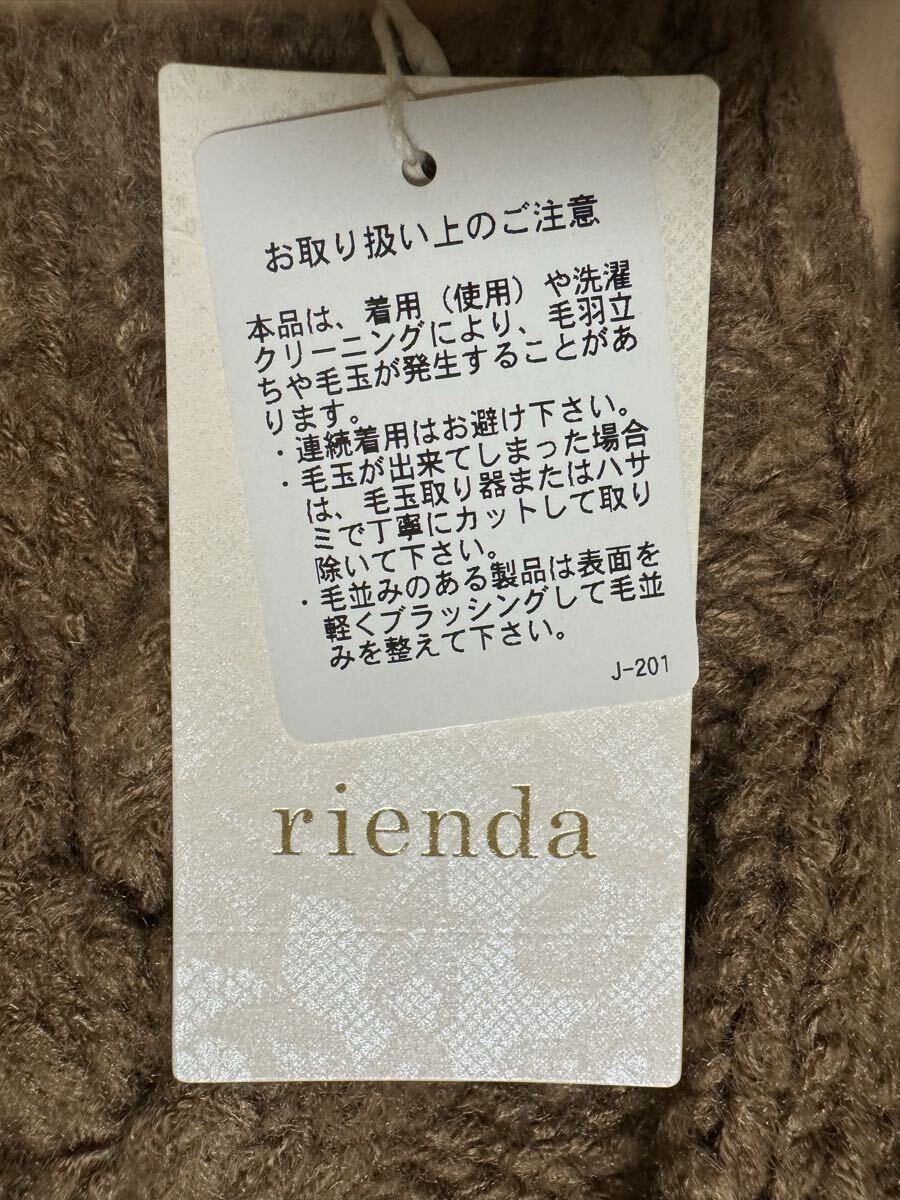 お取り扱い上のご注意
本品は、着用（使用）や洗濯
クリーニングにより、毛羽立
ちや毛玉が発生することがあ
ります。
・連続着用はお避け下さい。
・毛玉が出来てしまった場合
は、毛玉取り器またはハサ
ミで丁寧にカットして取り
除いて下さい。
・毛並みのある製品は表面を
軽くブラッシングして毛並
みを整えて下さい。
J-201
rienda